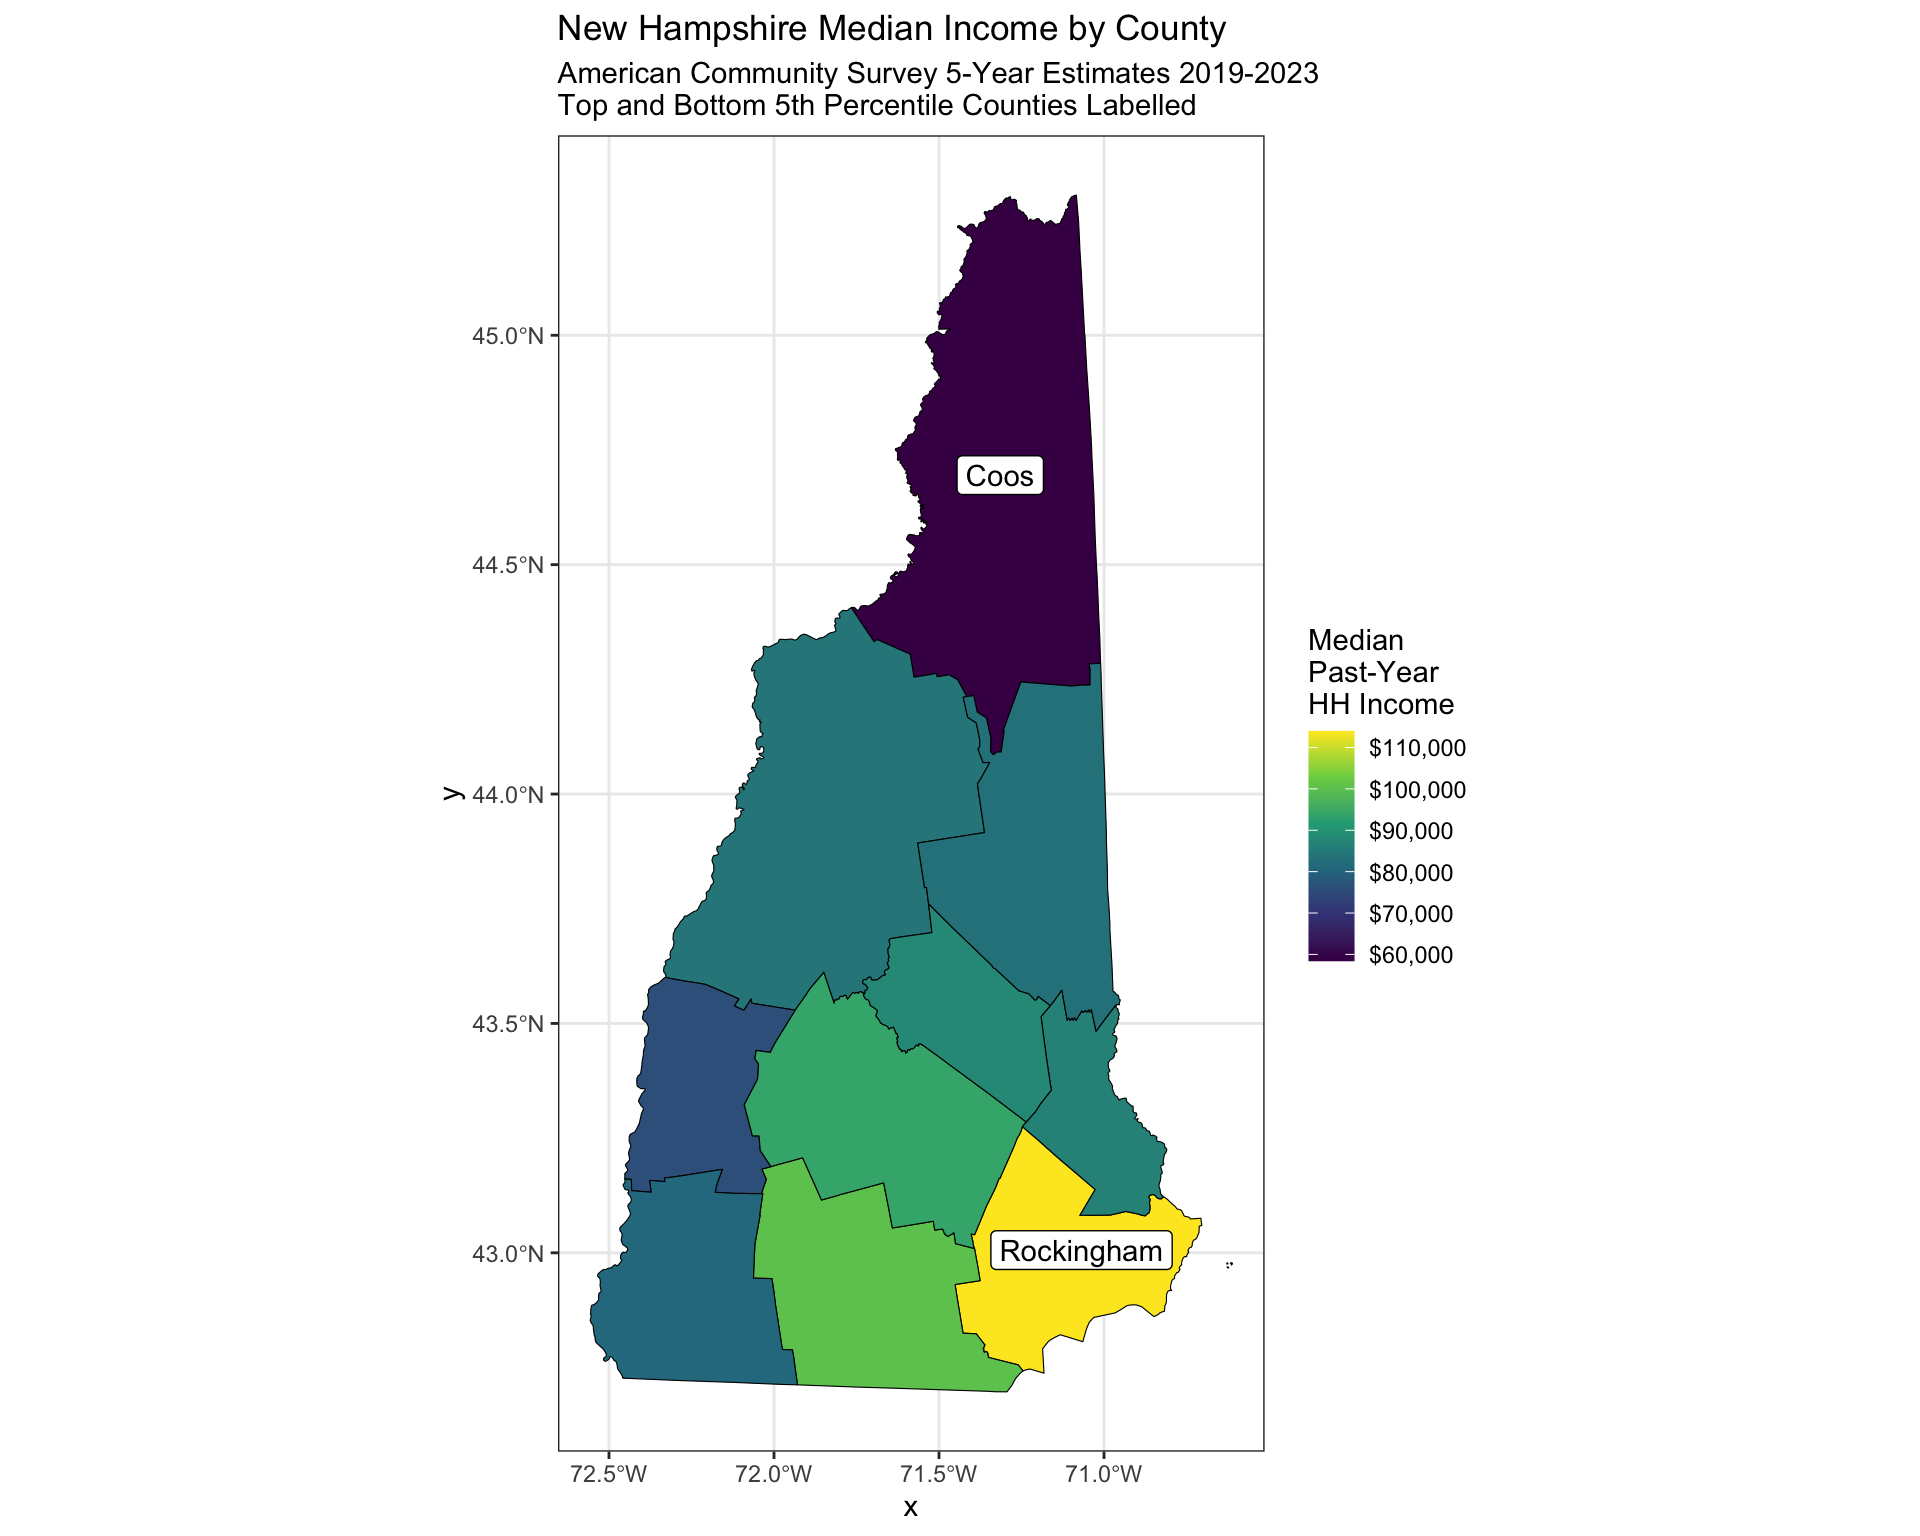 New Hampshire Median Income by County
American Community Survey 5-Year Estimates 2019-2023
Top and Bottom 5th Percentile Counties Labelled
45.0°N
44.5°N
44.0°N
43.5°N
43.0°N
y
Coos
Rockingham
72.5°W
72.0°W
71.5°W
71.0°W
x
Median
Past-Year
HH Income
$110,000
$100,000
$90,000
$80,000
$70,000
$60,000